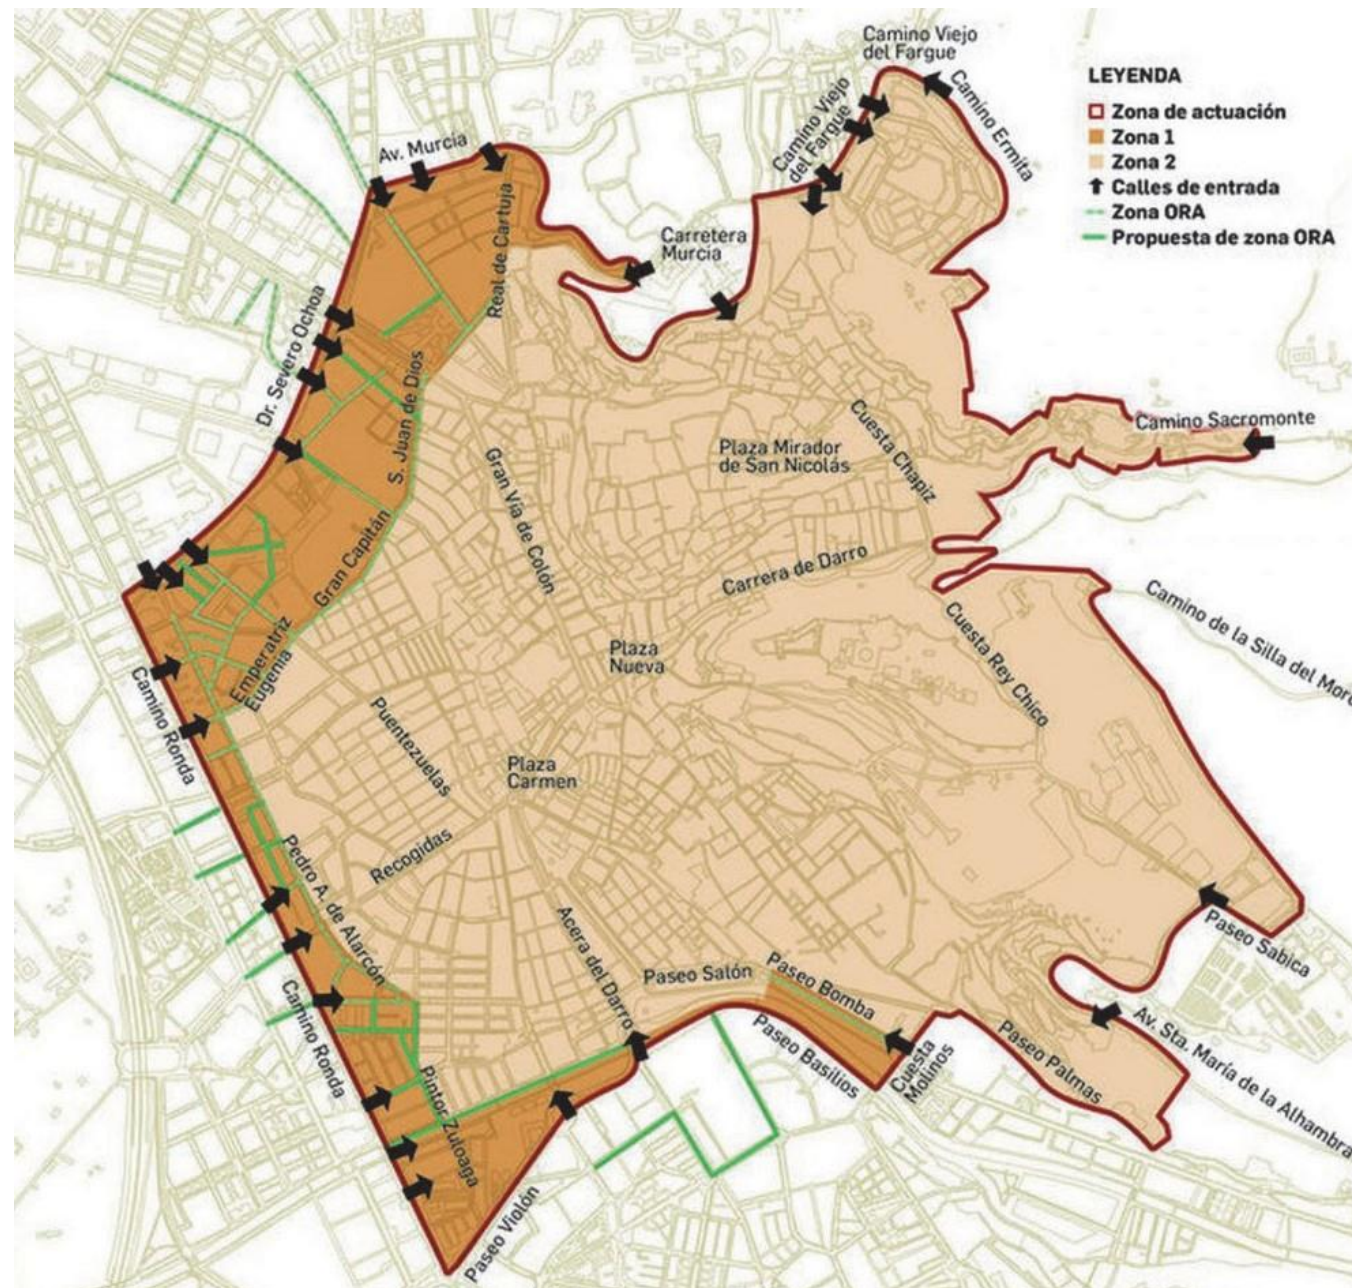 Camino Viejo
del Fargue
LEYENDA
Zona de actuación
Zona 1
Zona 2
Calles de entrada
Zona ORA
Propuesta de zona ORA
Camino Viejo
del Fargue
Camino Ermita
Av. Murcia
Real de Cartuja
Carretera
Murcia
Dr. Severo Ochoa
S. Juan de Dios
Cuesta Chapiz
Camino Sacromonte
Plaza Mirador
de San Nicolás
Gran Vía de Colón
Gran Capitán
Carrera de Darro
Camino de la Silla del Moro
Cuesta Rey Chico
Emperatriz
Eugenia
Plaza
Nueva
Camino Ronda
Puentezuelas
Plaza
Carmen
Recogidas
Pedro A. de Alarcón
Acera del Darro
Paseo Salón
Paseo Bomba
Paseo Sabica
Camino Ronda
Paseo Basilios
Cuesta
Molinos
Paseo Palmas
Av. Sta. María de la Alhambra
Pintor Zuloaga
Paseo Violón